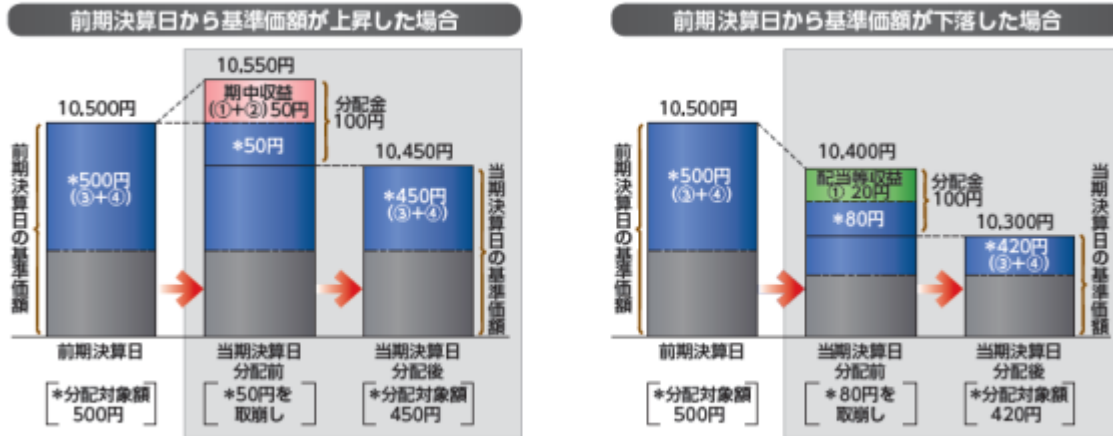 前期決算日から基準価額が上昇した場合
10,550円
10,500円
期中収益
(①+②) 50円
分配金
100円
*50円
10,450円
*500円
(③+④)
*450円
(③+④)
前期決算日の基準価額
当期決算日の基準価額
前期決算日
当期決算日
分配前
当期決算日
分配後
*分配対象額
500円
*50円を
取崩し
*分配対象額
450円
前期決算日から基準価額が下落した場合
10,500円
10,400円
配当等収益
① 20円
分配金
100円
*500円
(③+④)
*80円
10,300円
*420円
(③+④)
前期決算日の基準価額
当期決算日の基準価額
前期決算日
当期決算日
分配前
当期決算日
分配後
*分配対象額
500円
*80円を
取崩し
*分配対象額
420円